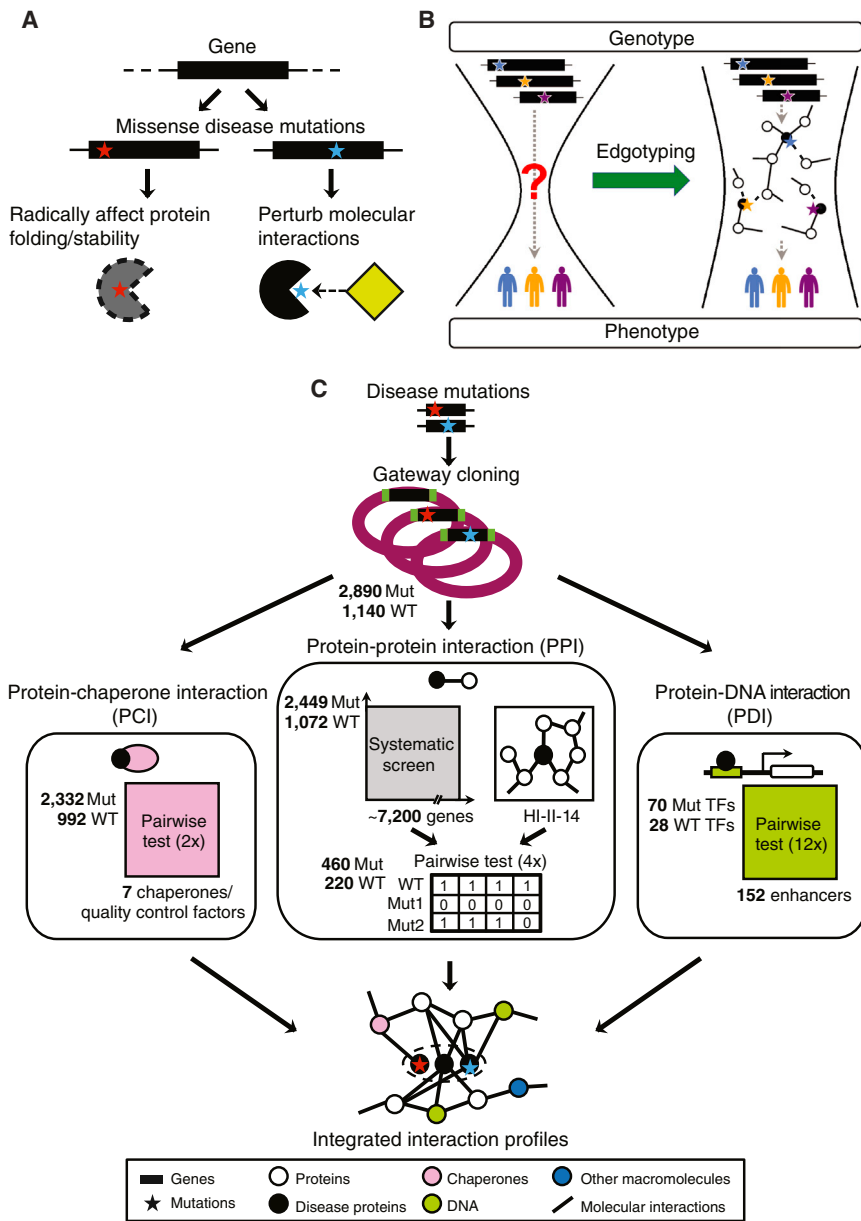 A
Gene
Missense disease mutations
Radically affect protein
folding/stability
Perturb molecular
interactions
B
Genotype
?
Edgotyping
Phenotype
C
Disease mutations
Gateway cloning
2,890 Mut
1,140 WT
Protein-chaperone interaction
(PCI)
2,332 Mut
992 WT
Pairwise
test (2x)
7 chaperones/
quality control factors
Protein-protein interaction (PPI)
2,449 Mut
1,072 WT
Systematic
screen
~7,200 genes
HI-II-14
460 Mut
220 WT
Pairwise test (4x)
WT 1 1 1 1
Mut1 0 0 0 0
Mut2 1 1 1 0
Protein-DNA interaction
(PDI)
70 Mut TFs
28 WT TFs
Pairwise
test (12x)
152 enhancers
Integrated interaction profiles
Genes Proteins Chaperones Other macromolecules
Mutations Disease proteins DNA Molecular interactions